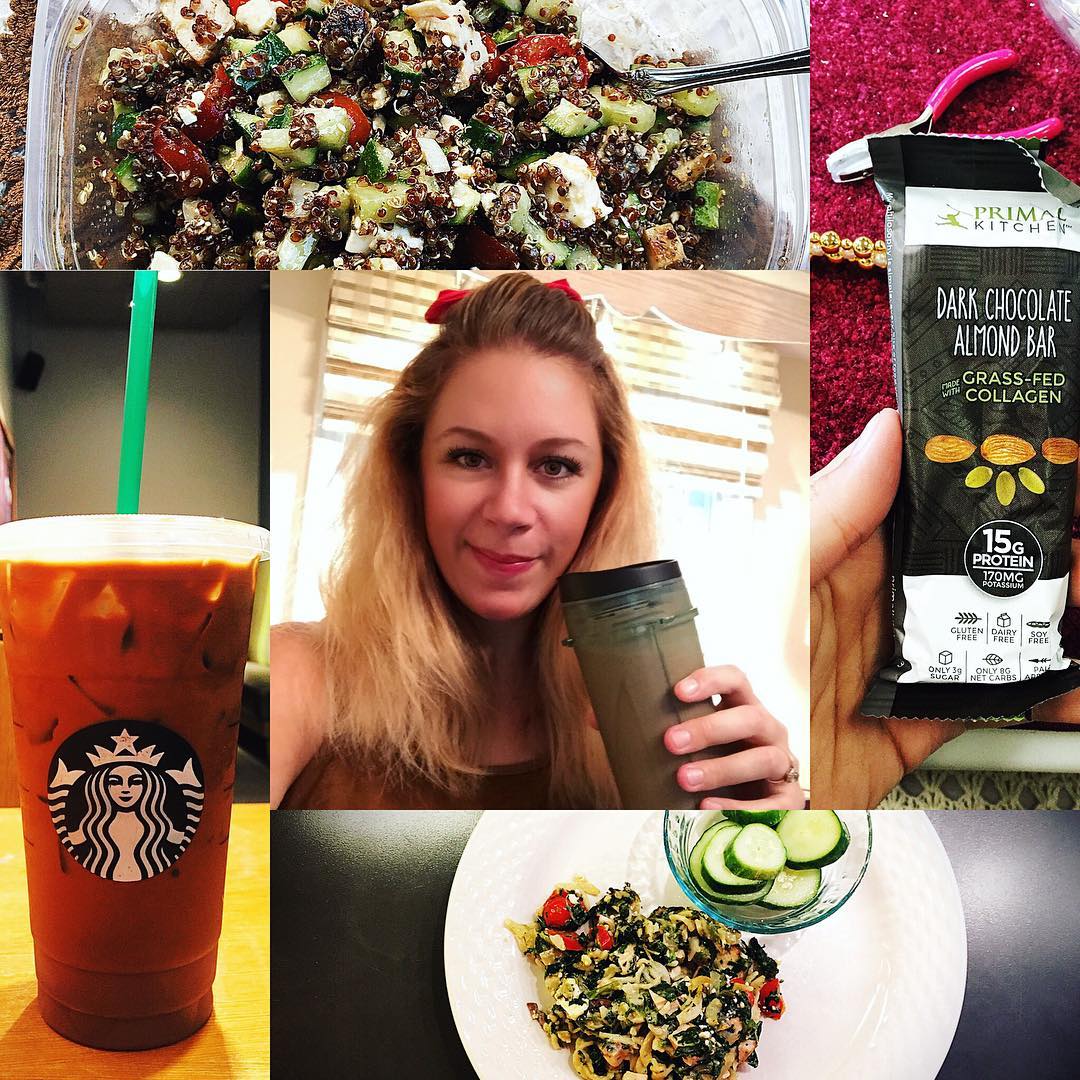 PRIMAL
KITCHEN
DARK CHOCOLATE
ALMOND BAR
MADE WITH
GRASS-FED
COLLAGEN
15G
PROTEIN
170MG
POTASSIUM
GLUTEN FREE
DAIRY FREE
SOY FREE
ONLY 3g SUGAR
ONLY 8G NET CARBS